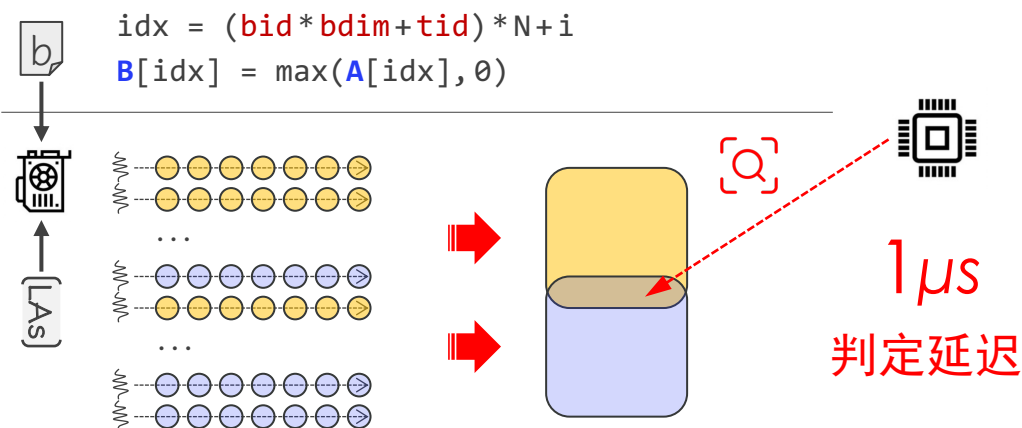 b
idx = (bid*bdim+tid)*N+i
B[idx] = max(A[idx],0)
...
LAs
...
1μs
判定延迟